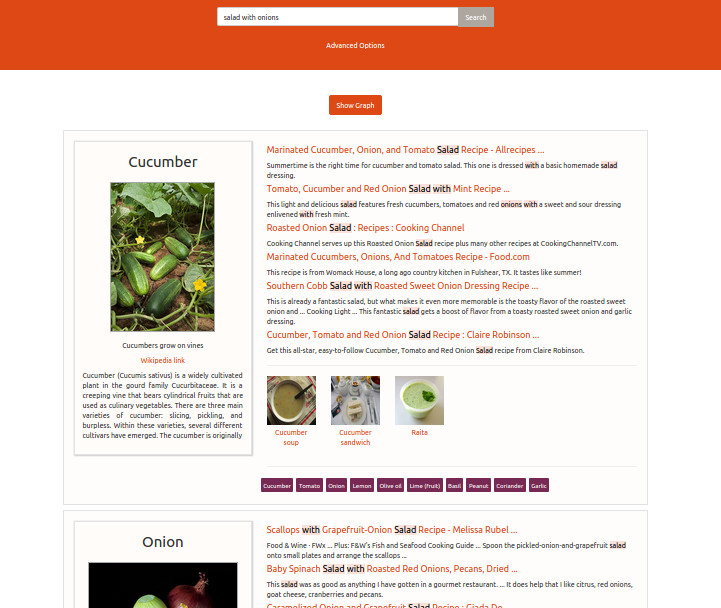 salad with onions
Search
Advanced Options
Show Graph
Cucumber
Cucumbers grow on vines
Wikipedia link
Cucumber (Cucumis sativus) is a widely cultivated
plant in the gourd family Cucurbitaceae. It is a
creeping vine that bears cylindrical fruits that are
used as culinary vegetables. There are three main
varieties of cucumber: slicing, pickling, and
burpless. Within these varieties, several different
cultivars have emerged. The cucumber is originally
Marinated Cucumber, Onion, and Tomato Salad Recipe - Allrecipes ...
Summertime is the right time for cucumber and tomato salad. This one is dressed with a basic homemade salad
dressing.
Tomato, Cucumber and Red Onion Salad with Mint Recipe ...
This light and delicious salad features fresh cucumbers, tomatoes and red onions with a sweet and sour dressing
enlivened with fresh mint.
Roasted Onion Salad : Recipes : Cooking Channel
Cooking Channel serves up this Roasted Onion Salad recipe plus many other recipes at CookingChannelTV.com.
Marinated Cucumbers, Onions, And Tomatoes Recipe - Food.com
This recipe is from Womack House, a long ago country kitchen in Fulshear, TX. It tastes like summer!
Southern Cobb Salad with Roasted Sweet Onion Dressing Recipe ...
This is already a fantastic salad, but what makes it even more memorable is the toasty flavor of the roasted sweet
onion and ... Cooking Light ... This fantastic salad gets a boost of flavor from a toasty roasted sweet onion and garlic
dressing.
Cucumber, Tomato and Red Onion Salad Recipe : Claire Robinson ...
Get this all-star, easy-to-follow Cucumber, Tomato and Red Onion Salad recipe from Claire Robinson.
Cucumber
soup
Cucumber
sandwich
Raita
Cucumber Tomato Onion Lemon Olive oil Lime (fruit) Basil Peanut Coriander Garlic
Onion
Scallops with Grapefruit-Onion Salad Recipe - Melissa Rubel ...
Food & Wine · FWx ... Plus: F&W's Fish and Seafood Cooking Guide ... Spoon the pickled-onion-and-grapefruit salad
onto small plates and arrange the scallops ...
Baby Spinach Salad with Roasted Red Onions, Pecans, Dried ...
This salad was as good as anything I have gotten in a gourmet restaurant. ... It does help that I like citrus, red onions,
goat cheese, cranberries and pecans.
Caramelized Onion and Grapefruit Salad Recipe : Giada De